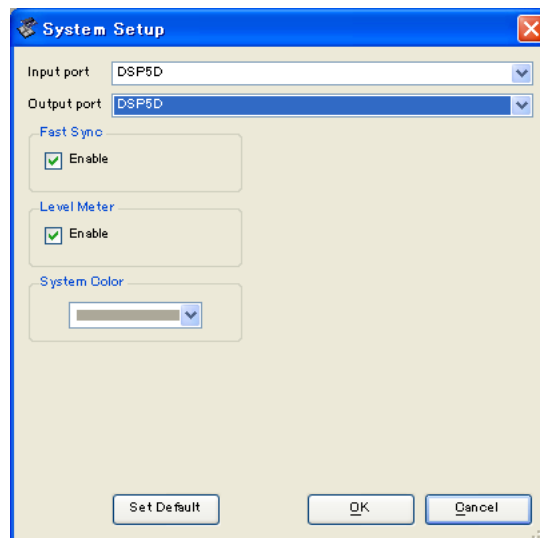 System Setup
Input port DSP5D
Output port DSP5D
Fast Sync
Enable
Level Meter
Enable
System Color
Set Default OK Cancel